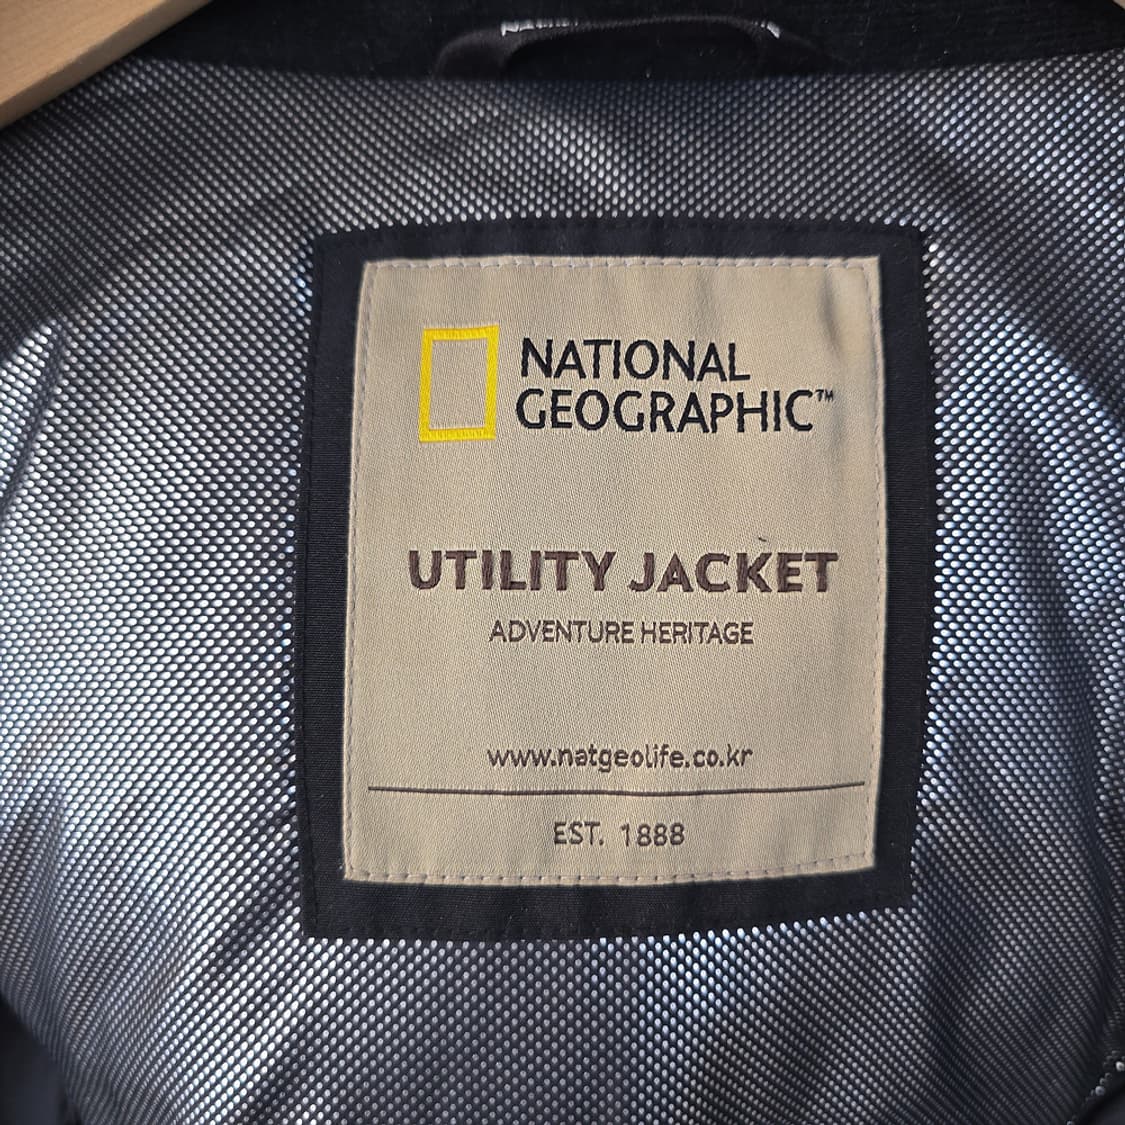 NATIONAL
GEOGRAPHIC™
UTILITY JACKET
ADVENTURE HERITAGE
www.natgeolife.co.kr
EST. 1888